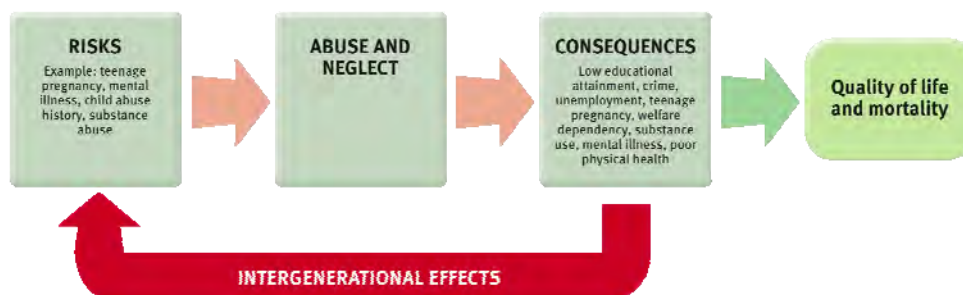 RISKS
Example: teenage
pregnancy, mental
illness, child abuse
history, substance
abuse
ABUSE AND
NEGLECT
CONSEQUENCES
Low educational
attainment, crime,
unemployment, teenage
pregnancy, welfare
dependency, substance
use, mental illness, poor
physical health
Quality of life
and mortality
INTERGENERATIONAL EFFECTS